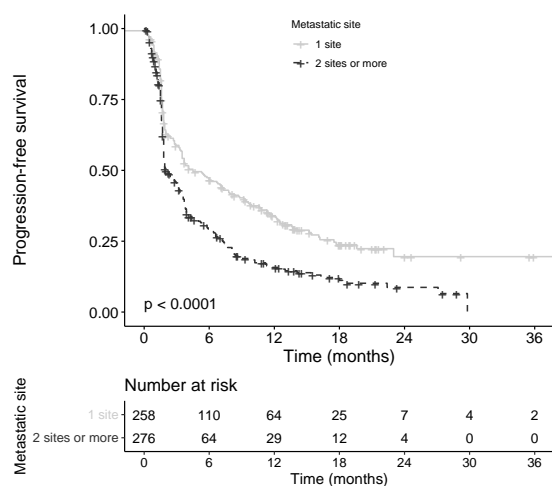 Metastatic site
1 site
2 sites or more
Progression-free survival
1.00
0.75
0.50
0.25
0.00
p < 0.0001
0 6 12 18 24 30 36
Time (months)
Number at risk
Metastatic site
1 site 258 110 64 25 7 4 2
2 sites or more 276 64 29 12 4 0 0
0 6 12 18 24 30 36
Time (months)